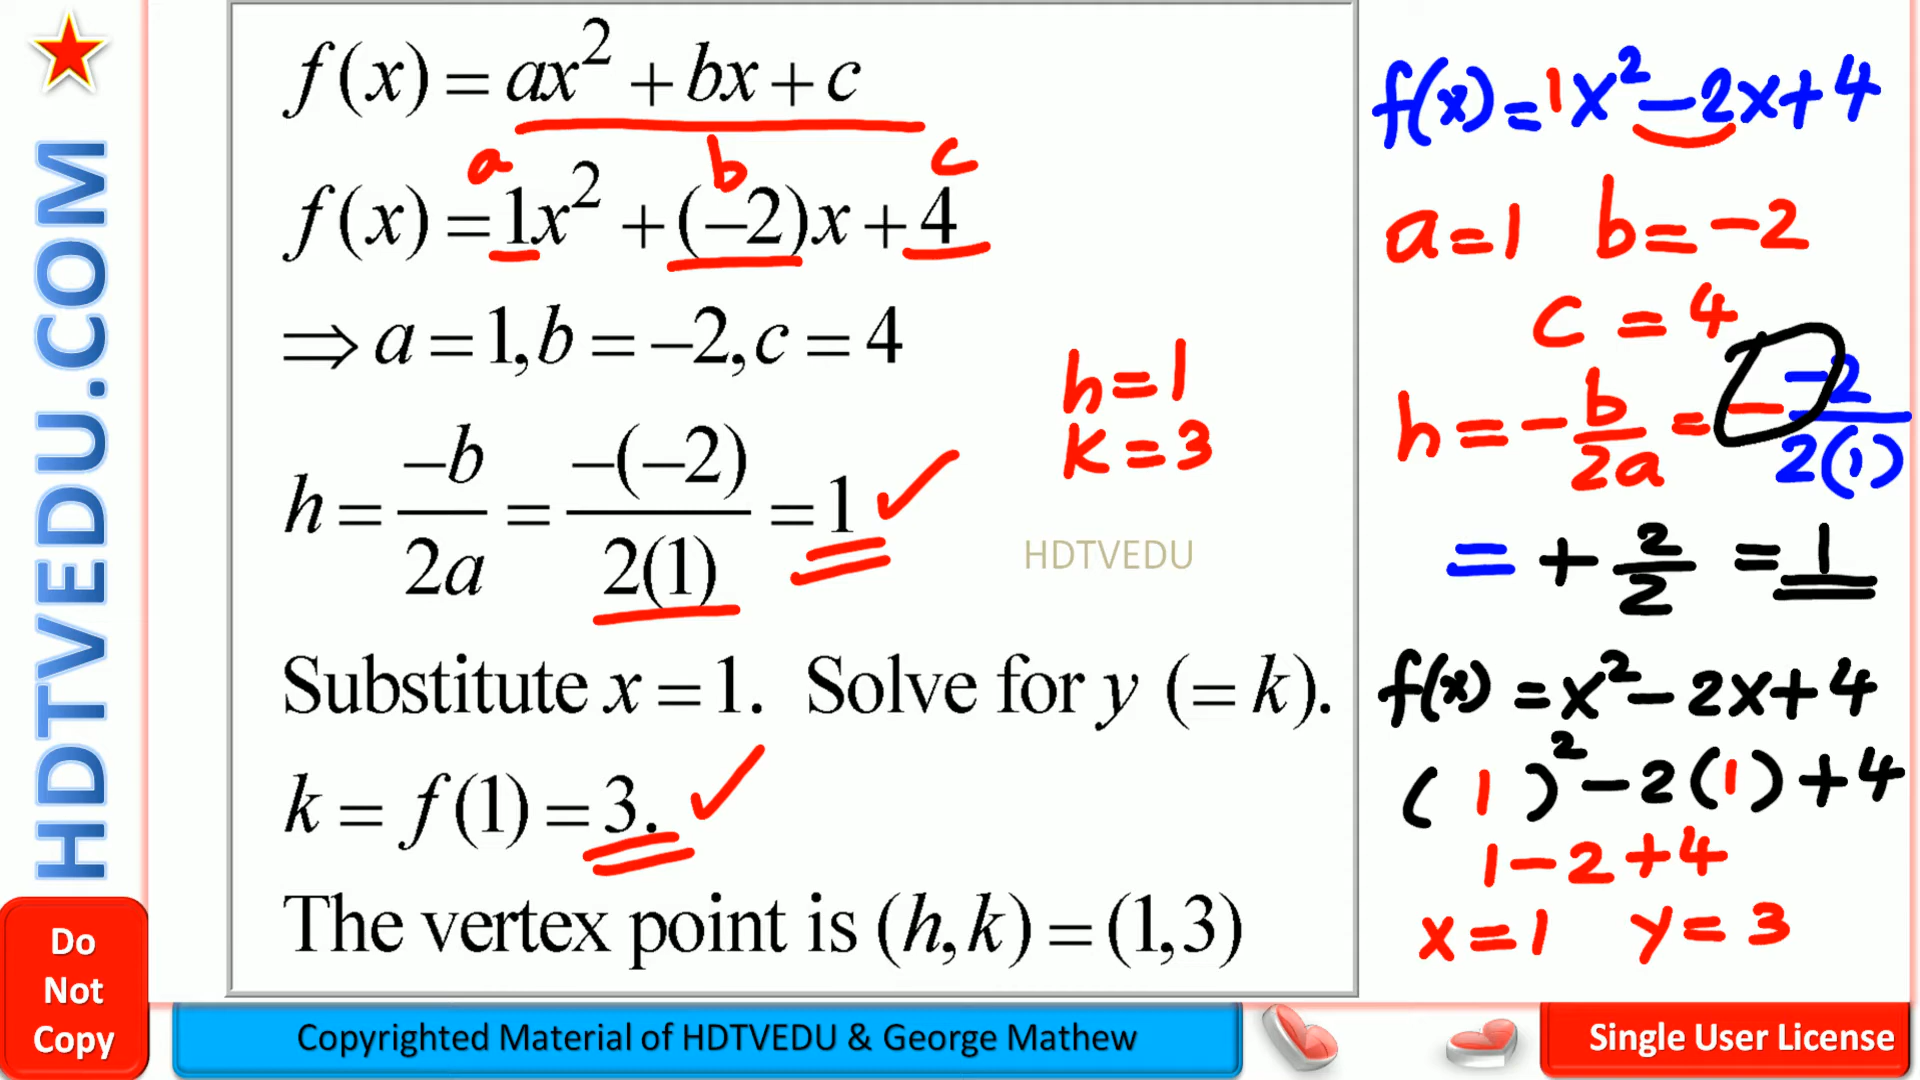 HDTVEDU.COM
Do
Not
Copy
f(x) = ax² + bx + c
a b c
f(x) = 1x² + (−2)x + 4
⇒ a = 1, b = −2, c = 4
h = −b/2a = −(−2)/2(1) = 1 ✓
h = 1
k = 3
HDTVEDU
Substitute x = 1. Solve for y (= k).
k = f(1) = 3. ✓
The vertex point is (h, k) = (1,3)
f(x) = 1x² − 2x + 4
a = 1 b = −2
c = 4
h = − b/2a = − −2/2(1)
= + 2/2 = 1
f(x) = x² − 2x + 4
( 1 )² − 2 (1) + 4
1 − 2 + 4
x = 1 y = 3
Copyrighted Material of HDTVEDU & George Mathew
Single User License